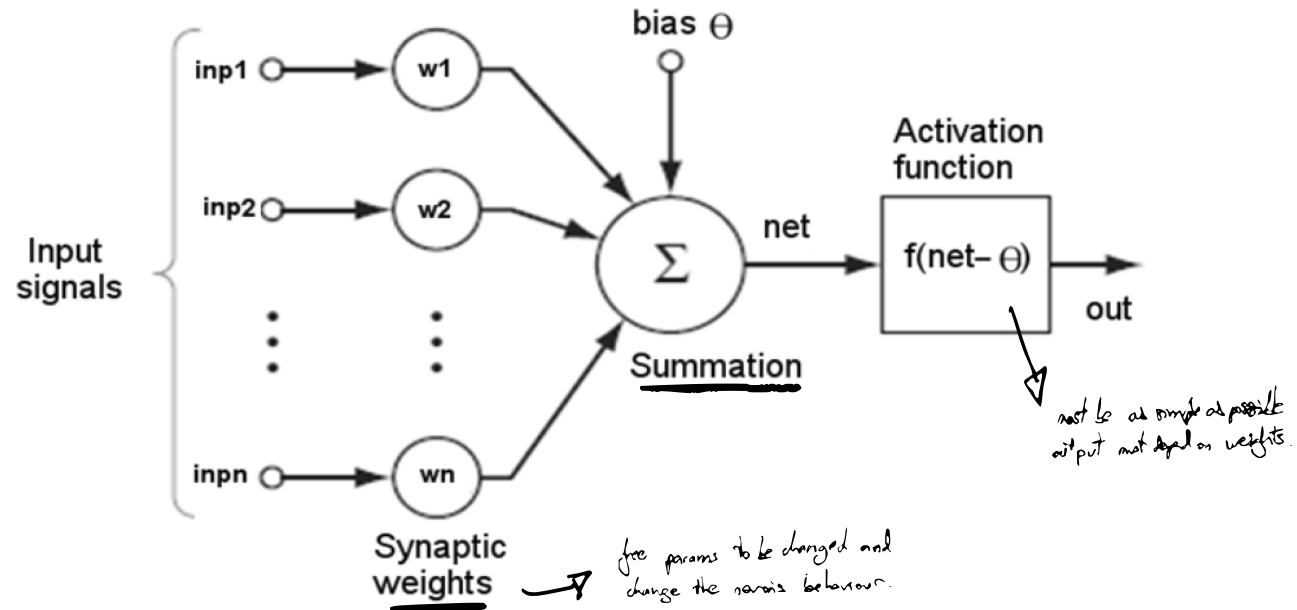 bias θ
inp1
w1
Activation
function
inp2
w2
net
Input
signals
Σ
f(net– θ)
out
Summation
must be as simple as possible
output must depend on weights.
inpn
wn
Synaptic
weights
free params to be changed and
change the behaviour.